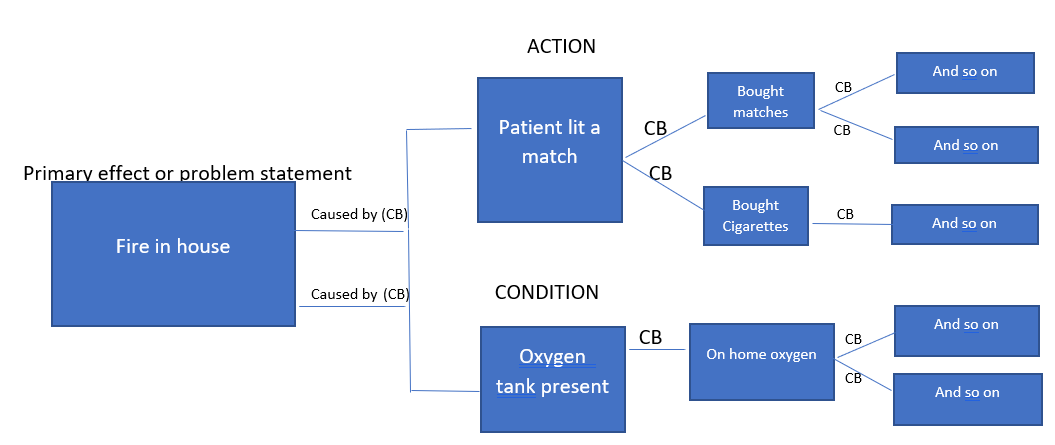 ACTION
And so on
Bought
matches
CB
Patient lit a
match
CB
CB
And so on
Primary effect or problem statement
CB
Bought
Cigarettes
CB
And so on
Caused by (CB)
Fire in house
Caused by (CB)
CONDITION
And so on
Oxygen
tank present
CB
On home oxygen
CB
CB
And so on